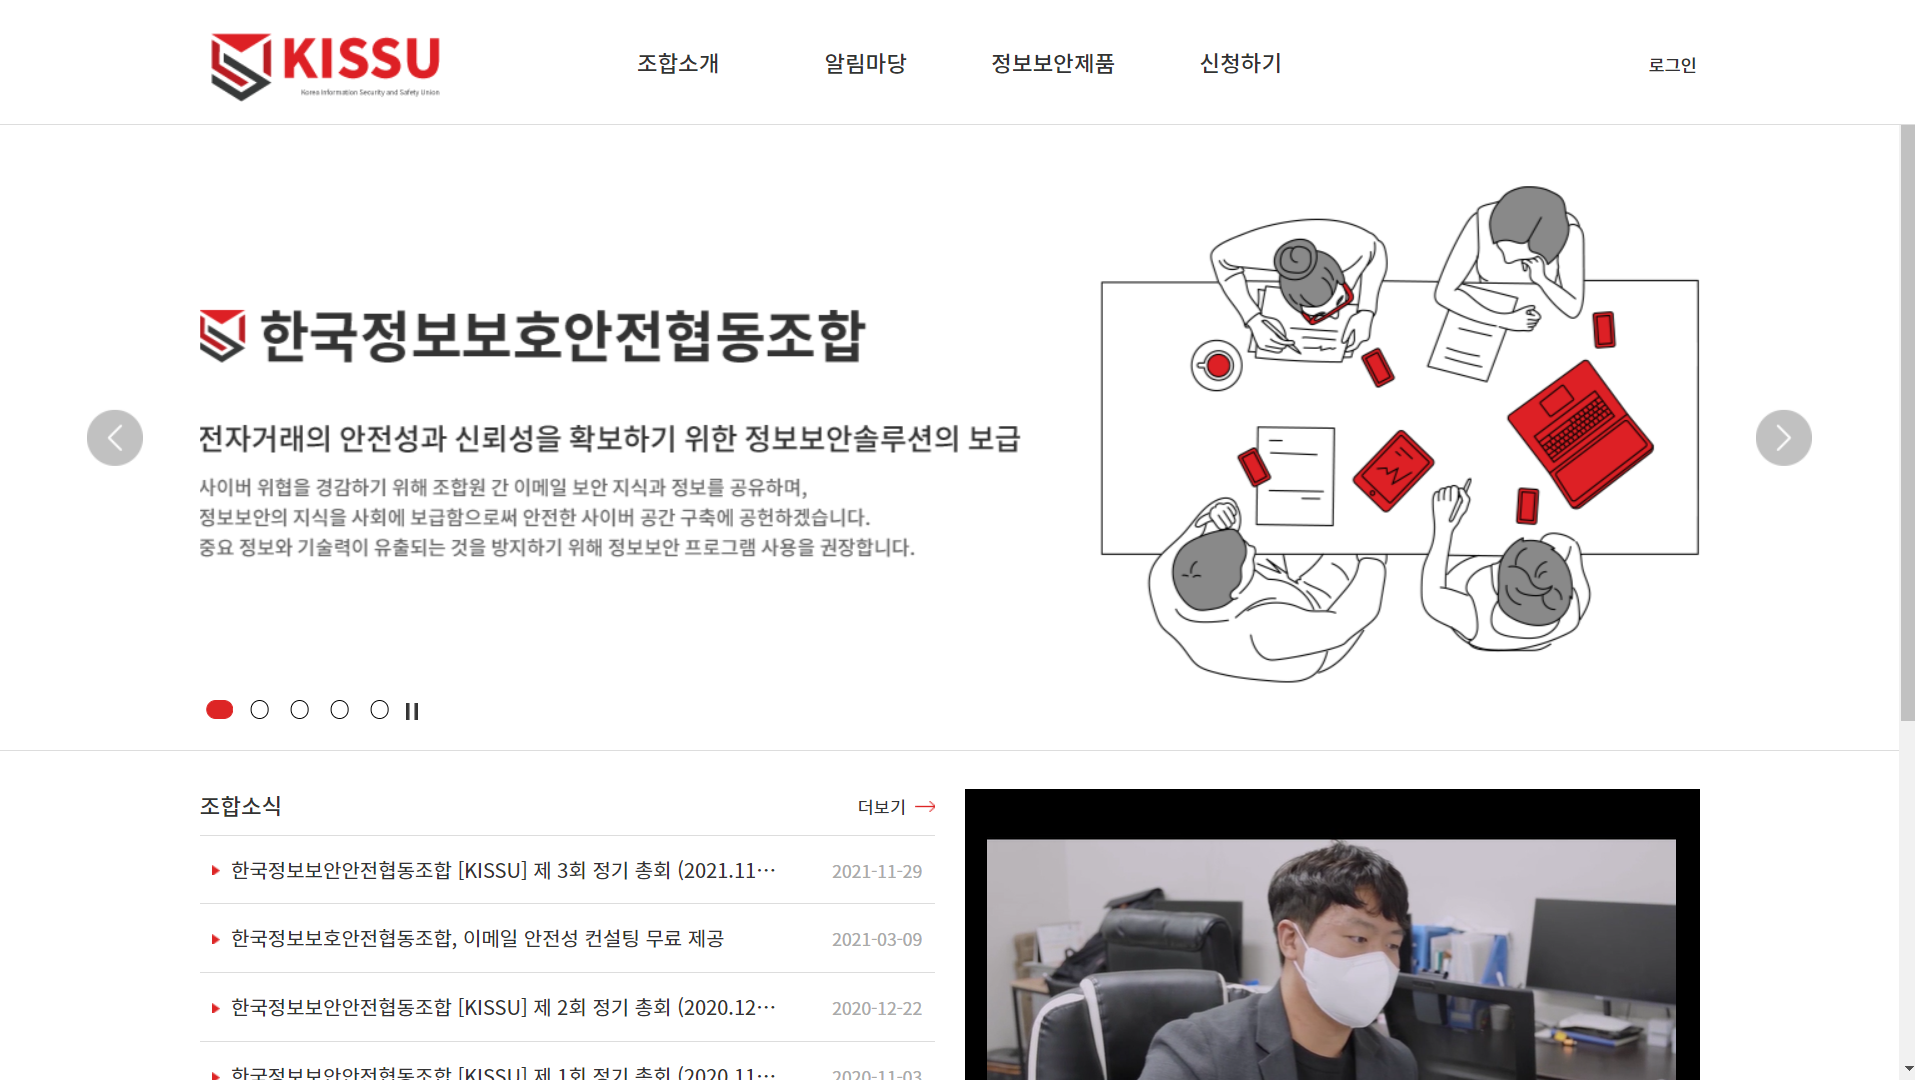 KISSU
Korea Information Security and Safety Union
조합소개
알림마당
정보보안제품
신청하기
로그인
한국정보보호안전협동조합
전자거래의 안전성과 신뢰성을 확보하기 위한 정보보안솔루션의 보급
사이버 위협을 경감하기 위해 조합원 간 이메일 보안 지식과 정보를 공유하며,
정보보안의 지식을 사회에 보급함으로써 안전한 사이버 공간 구축에 공헌하겠습니다.
중요 정보와 기술력이 유출되는 것을 방지하기 위해 정보보안 프로그램 사용을 권장합니다.
조합소식
더보기
한국정보보안안전협동조합 [KISSU] 제 3회 정기 총회 (2021.11…
2021-11-29
한국정보보호안전협동조합, 이메일 안전성 컨설팅 무료 제공
2021-03-09
한국정보보안안전협동조합 [KISSU] 제 2회 정기 총회 (2020.12…
2020-12-22
한국정보보안안전협동조합 [KISSU] 제 1회 정기 총회 (2020.11…
2020-11-03